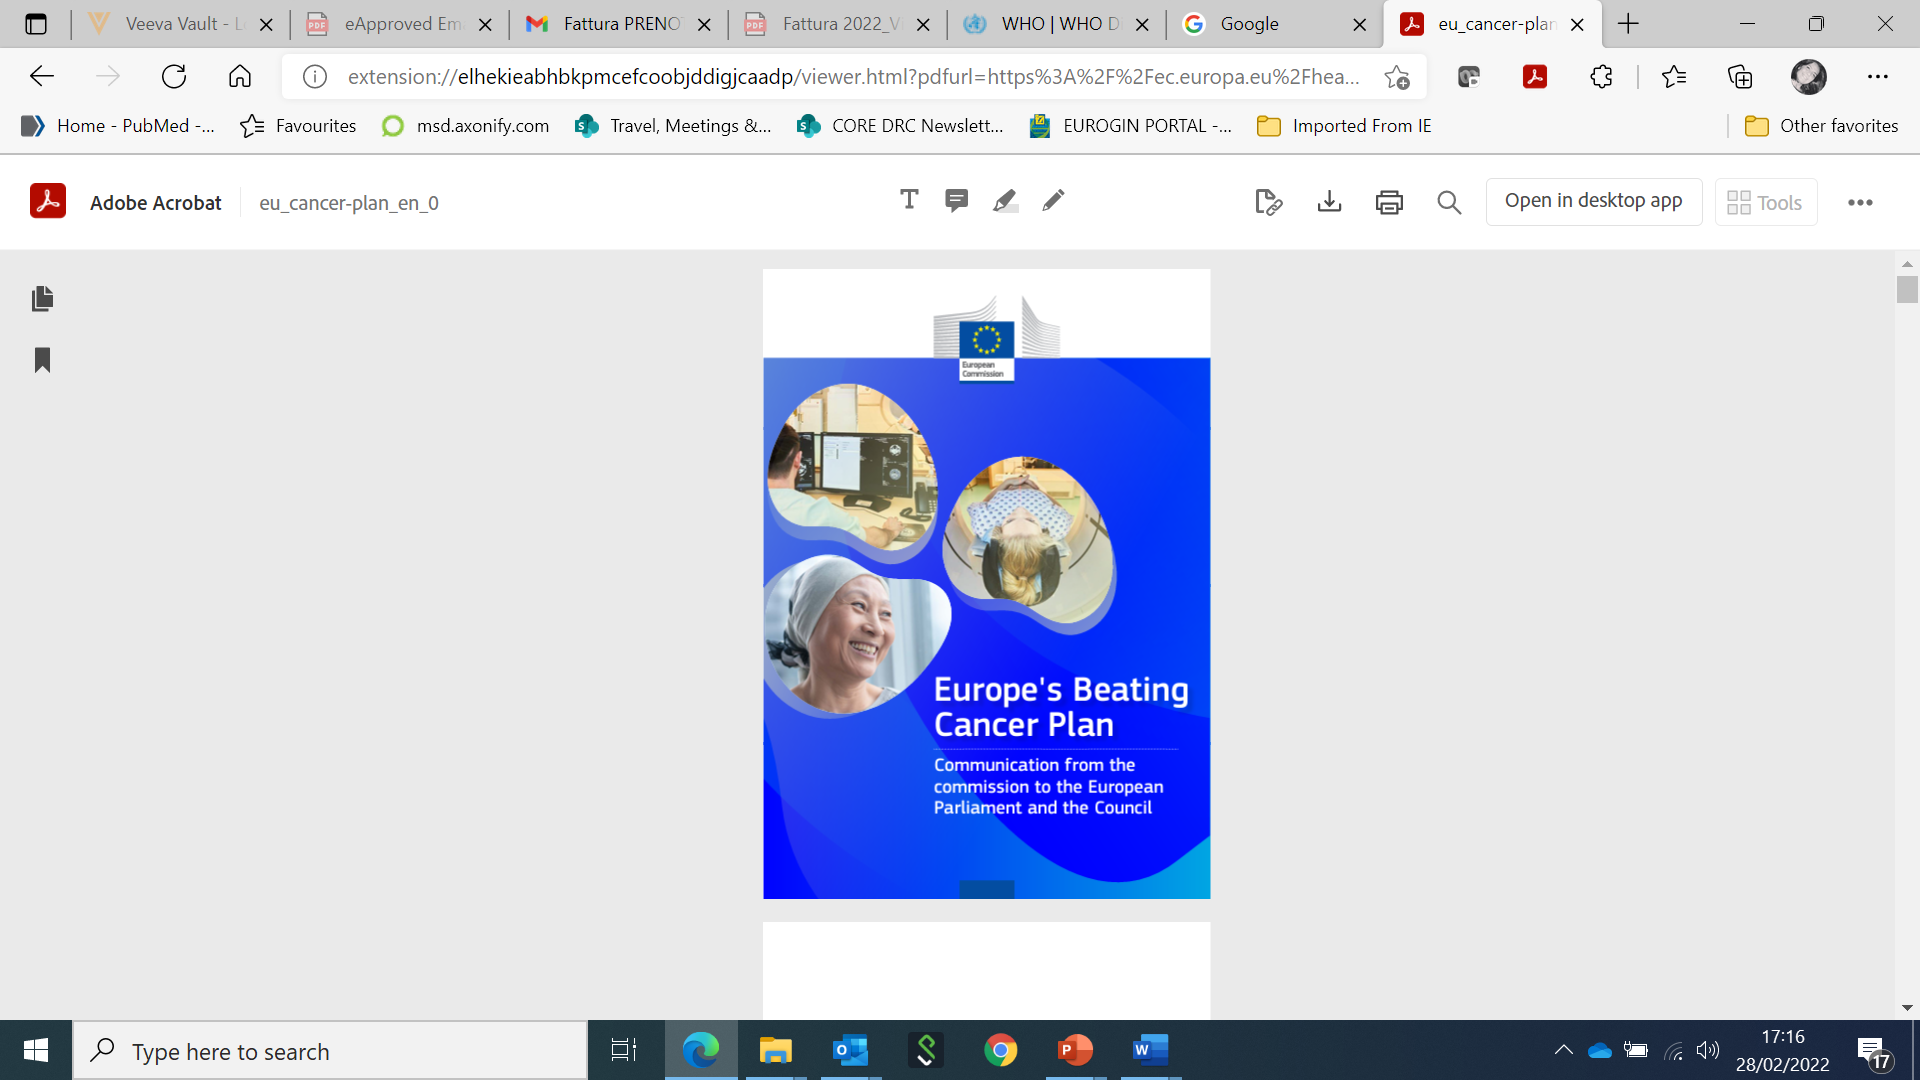 Veeva Vault - L
eApproved Em
Fattura PRENO
Fattura 2022_V
WHO | WHO D
Google
eu_cancer-plan
extension://elhekieabhbkpmcefcoobjddigjcaadp/viewer.html?pdfurl=https%3A%2F%2Fec.europa.eu%2Fhea...
Home - PubMed -...
Favourites
msd.axonify.com
Travel, Meetings &...
CORE DRC Newslett...
EUROGIN PORTAL -...
Imported From IE
Other favorites
Adobe Acrobat
eu_cancer-plan_en_0
Open in desktop app
Tools
European
Commission
Europe's Beating
Cancer Plan
Communication from the
commission to the European
Parliament and the Council
Type here to search
17:16
28/02/2022
17